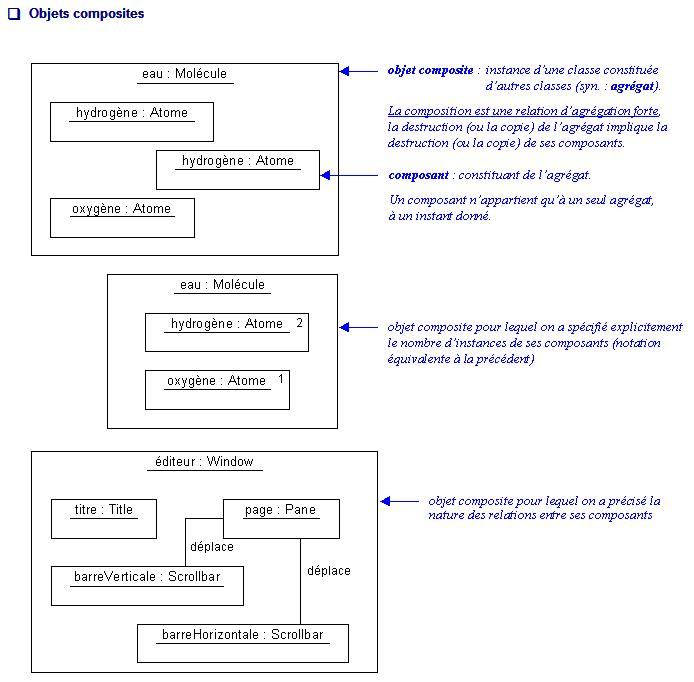 Objets composites
eau : Molécule
hydrogène : Atome
hydrogène : Atome
oxygène : Atome
objet composite : instance d'une classe constituée
d'autres classes (syn. : agrégat).
La composition est une relation d'agrégation forte,
la destruction (ou la copie) de l'agrégat implique la
destruction (ou la copie) de ses composants.
composant : constituant de l'agrégat.
Un composant n'appartient qu'à un seul agrégat,
à un instant donné.
eau : Molécule
hydrogène : Atome 2
oxygène : Atome 1
objet composite pour lequel on a spécifié explicitement
le nombre d'instances de ses composants (notation
équivalente à la précédent)
éditeur : Window
titre : Title
page : Pane
déplace
déplace
barreVerticale : Scrollbar
barreHorizontale : Scrollbar
objet composite pour lequel on a précisé la
nature des relations entre ses composants